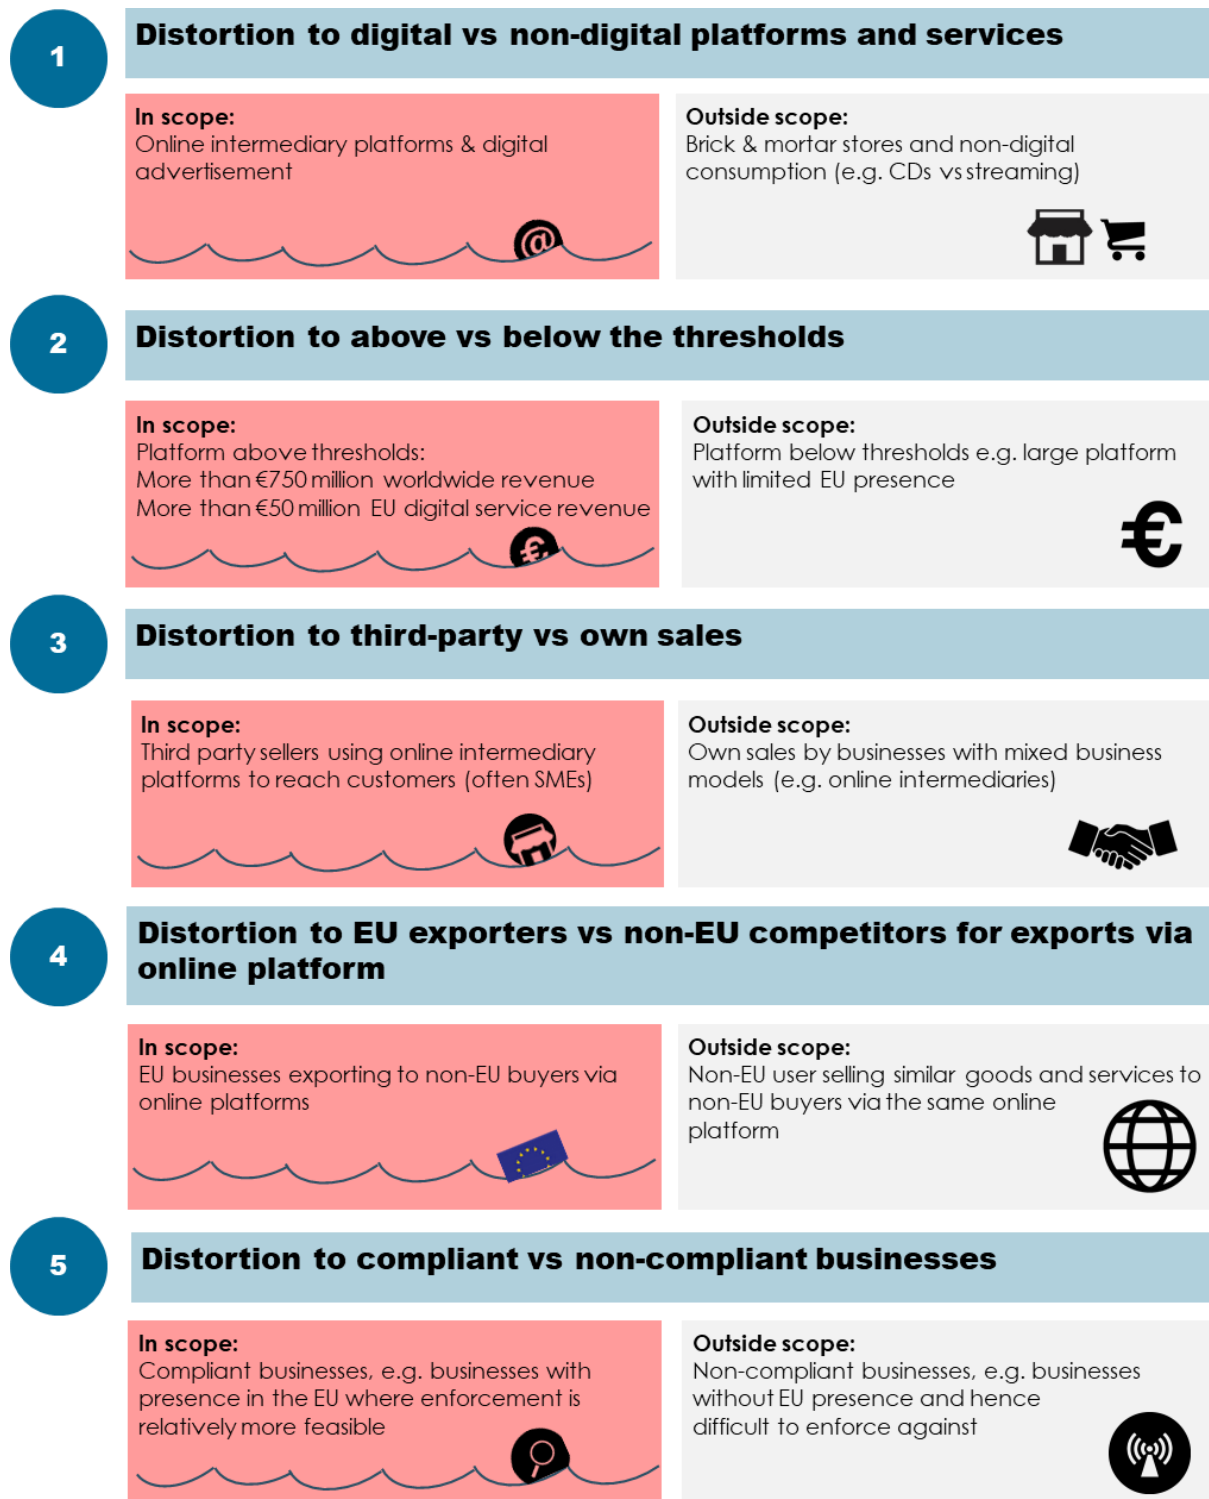 1
Distortion to digital vs non-digital platforms and services
In scope:
Online intermediary platforms & digital
advertisement
Outside scope:
Brick & mortar stores and non-digital
consumption (e.g. CDs vs streaming)
@
2
Distortion to above vs below the thresholds
In scope:
Platform above thresholds:
More than €750 million worldwide revenue
More than €50 million EU digital service revenue
€
Outside scope:
Platform below thresholds e.g. large platform
with limited EU presence
€
3
Distortion to third-party vs own sales
In scope:
Third party sellers using online intermediary
platforms to reach customers (often SMEs)
Outside scope:
Own sales by businesses with mixed business
models (e.g. online intermediaries)
4
Distortion to EU exporters vs non-EU competitors for exports via
online platform
In scope:
EU businesses exporting to non-EU buyers via
online platforms
Outside scope:
Non-EU user selling similar goods and services to
non-EU buyers via the same online
platform
5
Distortion to compliant vs non-compliant businesses
In scope:
Compliant businesses, e.g. businesses with
presence in the EU where enforcement is
relatively more feasible
Outside scope:
Non-compliant businesses, e.g. businesses
without EU presence and hence
difficult to enforce against